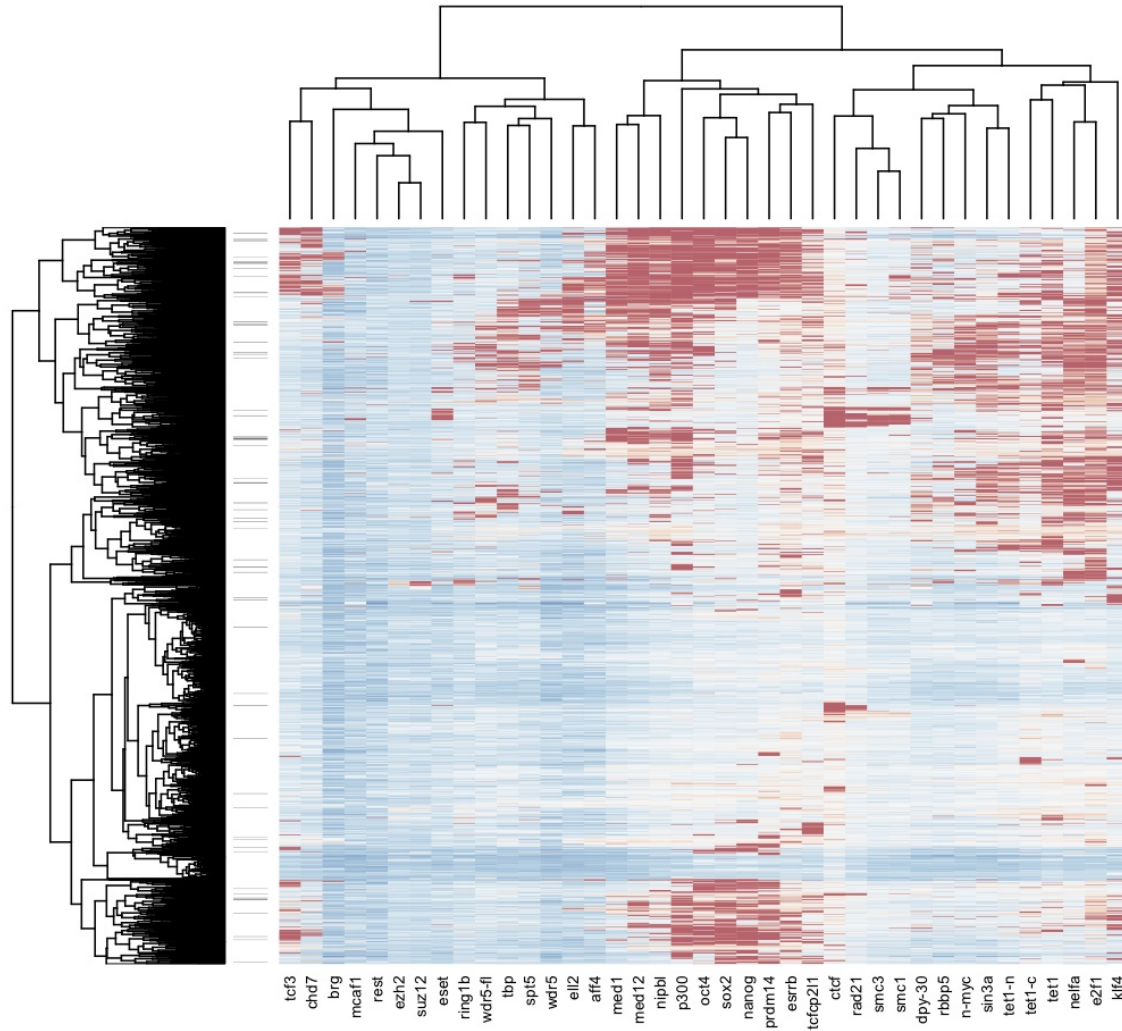 tcf3
chd7
brg
mcaf1
rest
ezh2
suz12
eset
ring1b
wdr5-fl
tbp
spt5
wdr5
ell2
aff4
med1
med12
nipbl
p300
oct4
sox2
nanog
prdm14
esrrb
tcfcp2l1
ctcf
rad21
smc3
smc1
dpy-30
rbbp5
n-myc
sin3a
tet1-n
tet1-c
tet1
nelfa
e2f1
klf4